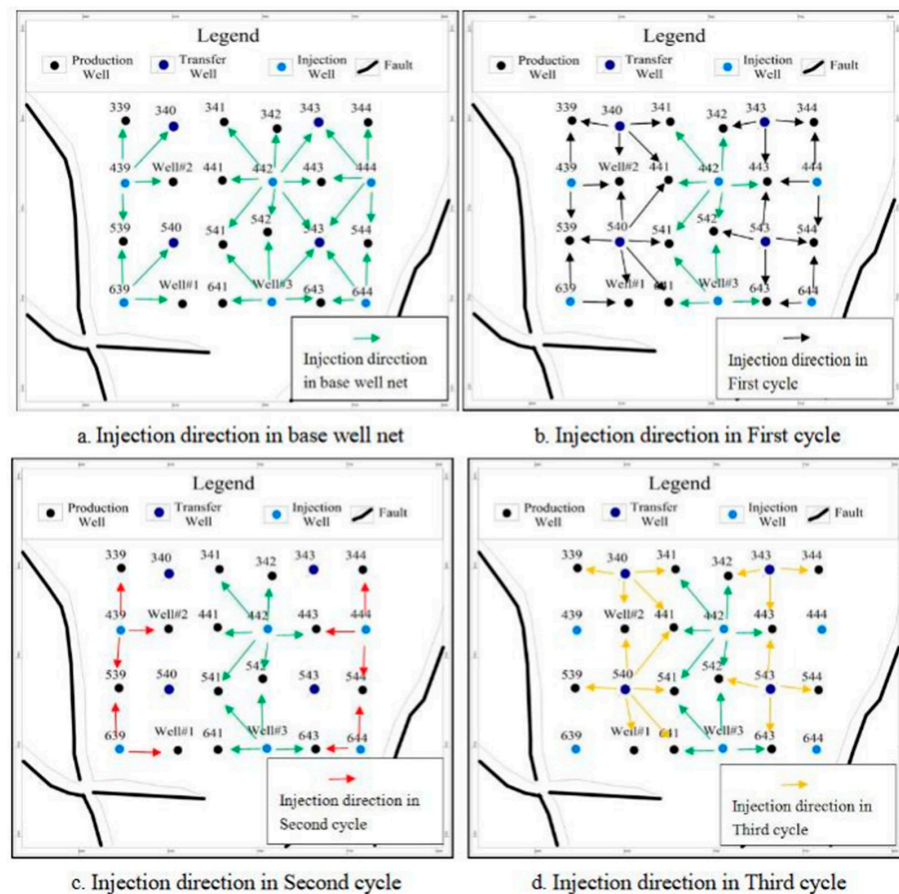 Legend
Production Well
Transfer Well
Injection Well
Fault
339 340 341 342 343 344
439 Well#2 441 442 443 444
539 540 541 542 543 544
639 Well#1 641 Well#3 643 644
Injection direction
in base well net
a. Injection direction in base well net
Legend
Production Well
Transfer Well
Injection Well
Fault
339 340 341 342 343 344
439 Well#2 441 442 443 444
539 540 541 542 543 544
639 Well#1 641 Well#3 643 644
Injection direction in
First cycle
b. Injection direction in First cycle
Legend
Production Well
Transfer Well
Injection Well
Fault
339 340 341 342 343 344
439 Well#2 441 442 443 444
539 540 541 542 543 544
639 Well#1 641 Well#3 643 644
Injection direction in
Second cycle
c. Injection direction in Second cycle
Legend
Production Well
Transfer Well
Injection Well
Fault
339 340 341 342 343 344
439 Well#2 441 442 443 444
539 540 541 542 543 544
639 Well#1 641 Well#3 643 644
Injection direction in
Third cycle
d. Injection direction in Third cycle